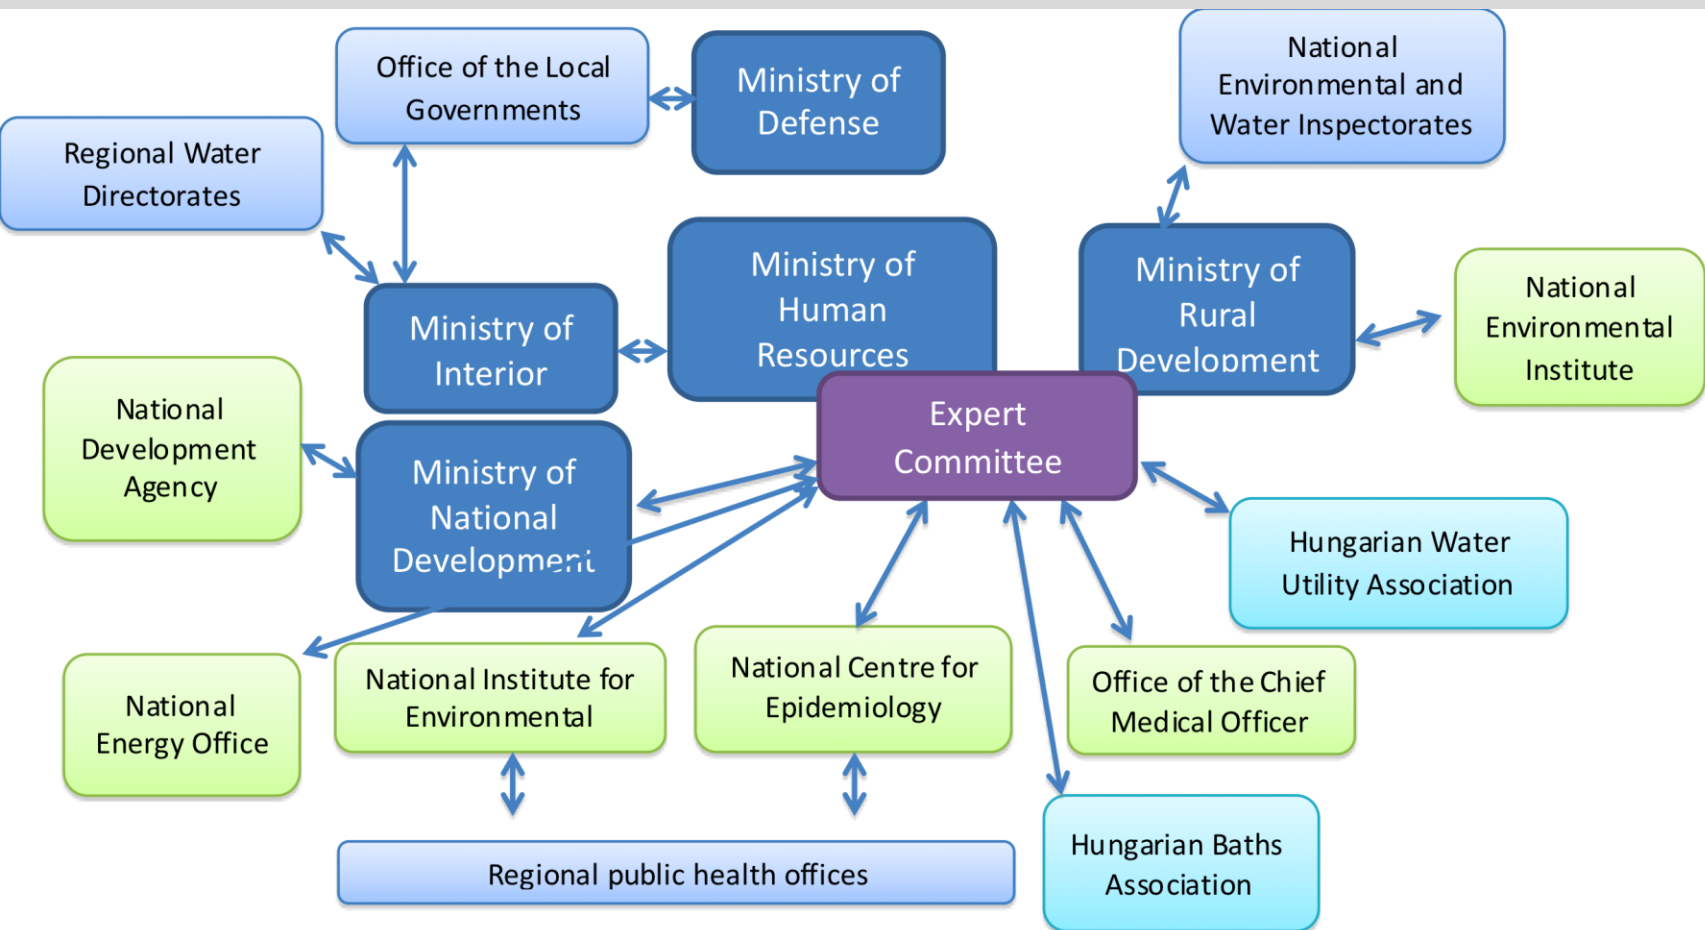 Office of the Local
Governments
Ministry of
Defense
National
Environmental and
Water Inspectorates
Regional Water
Directorates
Ministry of
Human
Resources
Ministry of
Rural
Development
National
Environmental
Institute
Ministry of
Interior
National
Development
Agency
Expert
Committee
Ministry of
National
Development
Hungarian Water
Utility Association
National
Energy Office
National Institute for
Environmental
National Centre for
Epidemiology
Office of the Chief
Medical Officer
Hungarian Baths
Association
Regional public health offices